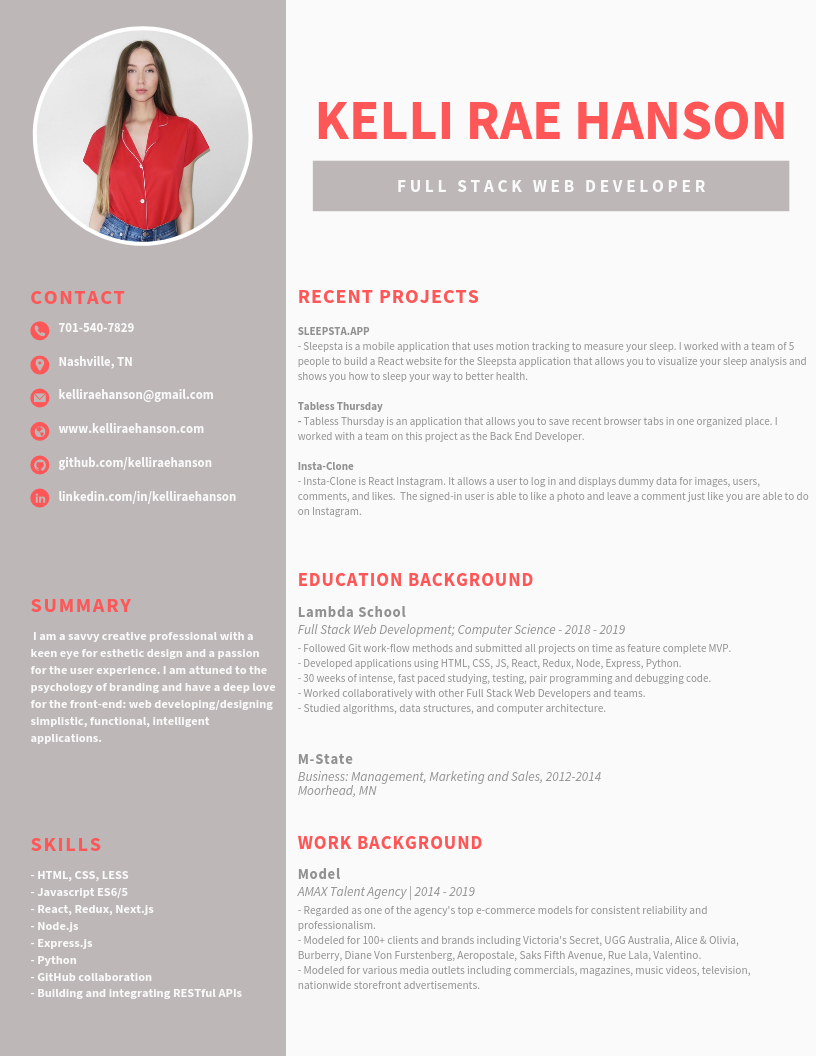 KELLI RAE HANSON
FULL STACK WEB DEVELOPER
CONTACT
701-540-7829
Nashville, TN
kelliraehanson@gmail.com
www.kelliraehanson.com
github.com/kelliraehanson
linkedin.com/in/kelliraehanson
SUMMARY
I am a savvy creative professional with a
keen eye for esthetic design and a passion
for the user experience. I am attuned to the
psychology of branding and have a deep love
for the front-end: web developing/designing
simplistic, functional, intelligent
applications.
SKILLS
- HTML, CSS, LESS
- Javascript ES6/5
- React, Redux, Next.js
- Node.js
- Express.js
- Python
- GitHub collaboration
- Building and integrating RESTful APIs
RECENT PROJECTS
SLEEPSTA.APP
- Sleepsta is a mobile application that uses motion tracking to measure your sleep. I worked with a team of 5
people to build a React website for the Sleepsta application that allows you to visualize your sleep analysis and
shows you how to sleep your way to better health.
Tabless Thursday
- Tabless Thursday is an application that allows you to save recent browser tabs in one organized place. I
worked with a team on this project as the Back End Developer.
Insta-Clone
- Insta-Clone is React Instagram. It allows a user to log in and displays dummy data for images, users,
comments, and likes.  The signed-in user is able to like a photo and leave a comment just like you are able to do
on Instagram.
EDUCATION BACKGROUND
Lambda School
Full Stack Web Development; Computer Science - 2018 - 2019
- Followed Git work-flow methods and submitted all projects on time as feature complete MVP.
- Developed applications using HTML, CSS, JS, React, Redux, Node, Express, Python.
- 30 weeks of intense, fast paced studying, testing, pair programming and debugging code.
- Worked collaboratively with other Full Stack Web Developers and teams.
- Studied algorithms, data structures, and computer architecture.
M-State
Business: Management, Marketing and Sales, 2012-2014
Moorhead, MN
WORK BACKGROUND
Model
AMAX Talent Agency | 2014 - 2019
- Regarded as one of the agency's top e-commerce models for consistent reliability and
professionalism.
- Modeled for 100+ clients and brands including Victoria's Secret, UGG Australia, Alice & Olivia,
Burberry, Diane Von Furstenberg, Aeropostale, Saks Fifth Avenue, Rue Lala, Valentino.
- Modeled for various media outlets including commercials, magazines, music videos, television,
nationwide storefront advertisements.